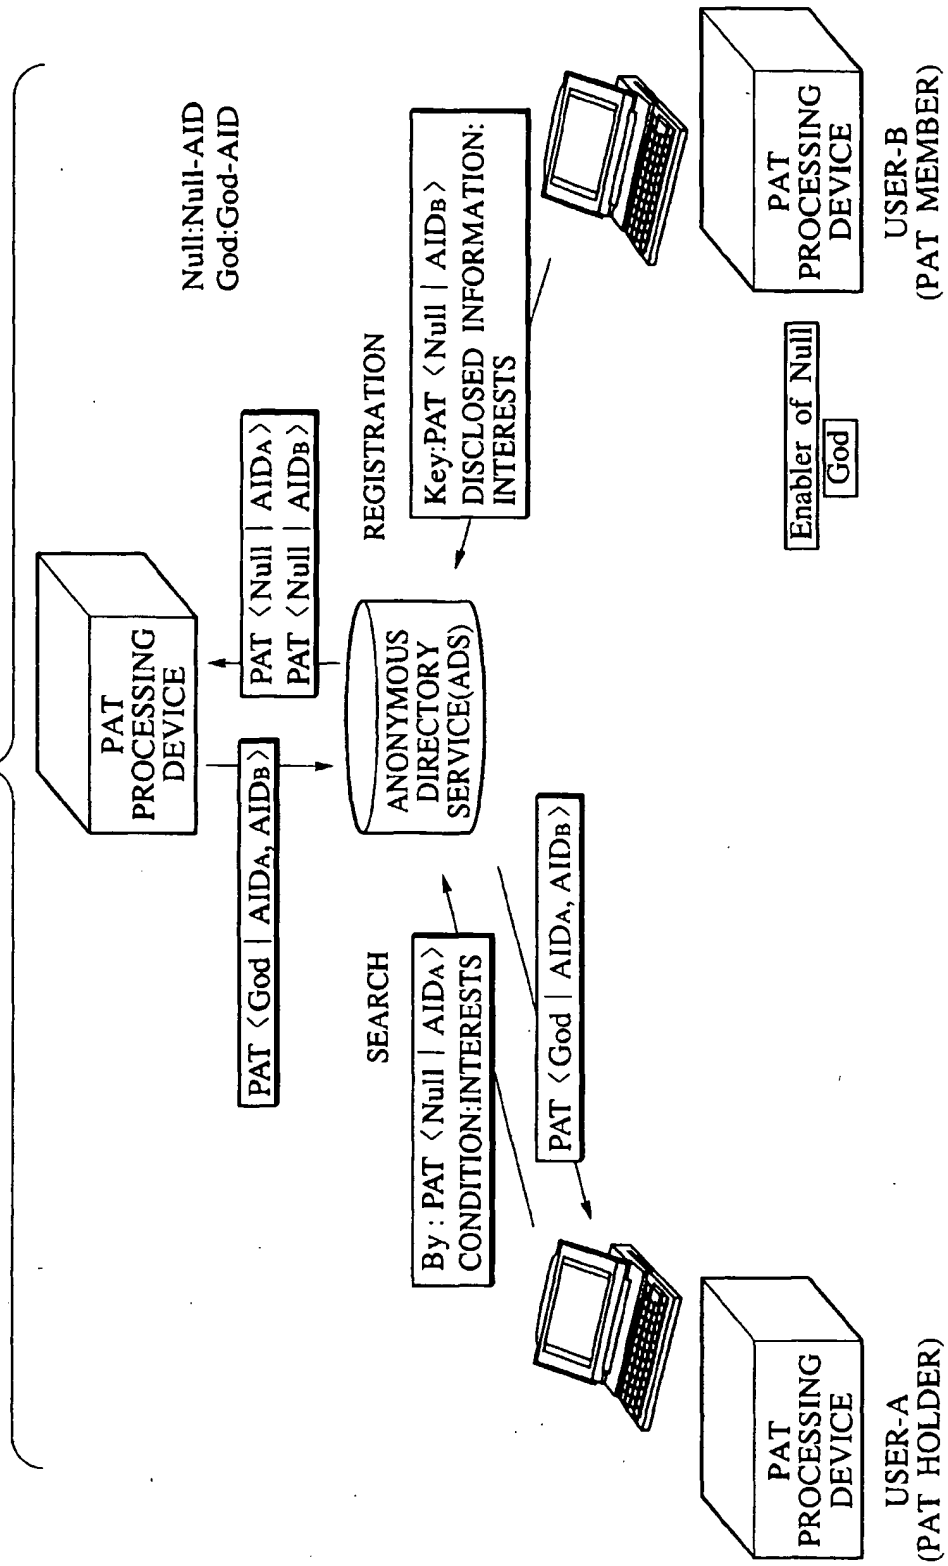 PAT
PROCESSING
DEVICE
Null:Null-AID
God:God-AID
PAT <God | AIDA, AIDB>
PAT <Null | AIDA>
PAT <Null | AIDB>
SEARCH
REGISTRATION
By : PAT <Null | AIDA>
CONDITION:INTERESTS
ANONYMOUS
DIRECTORY
SERVICE(ADS)
Key:PAT <Null | AIDB>
DISCLOSED INFORMATION:
INTERESTS
PAT <God | AIDA, AIDB>
PAT
PROCESSING
DEVICE
USER-A
(PAT HOLDER)
Enabler of Null
God
PAT
PROCESSING
DEVICE
USER-B
(PAT MEMBER)